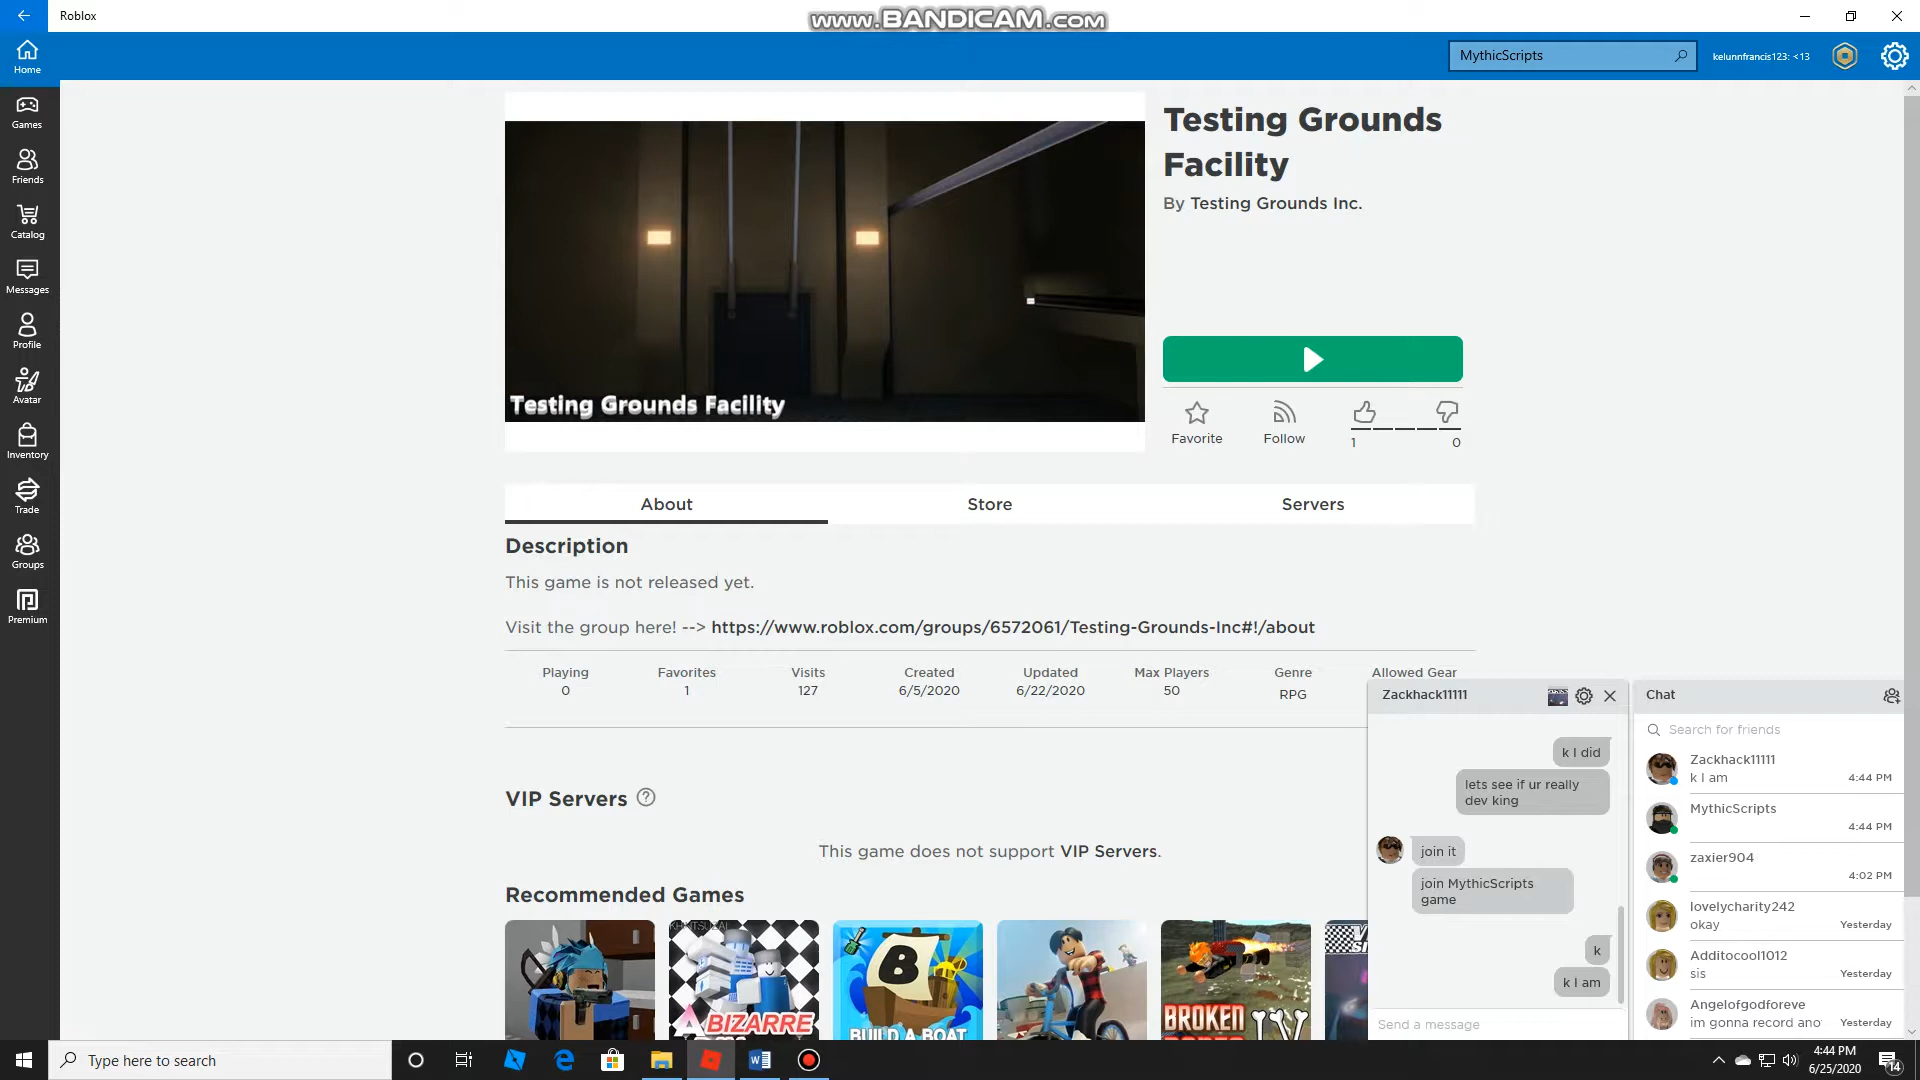 Roblox
www.BANDICAM.com
Home
MythicScripts
kelunnfrancis123: <13
Games
Friends
Catalog
Messages
Profile
Avatar
Inventory
Trade
Groups
Premium
Testing Grounds Facility
Testing Grounds
Facility
By Testing Grounds Inc.
Favorite
Follow
1
0
About
Store
Servers
Description
This game is not released yet.
Visit the group here! --> https://www.roblox.com/groups/6572061/Testing-Grounds-Inc#!/about
Playing Favorites Visits Created Updated Max Players Genre Allowed Gear
0 1 127 6/5/2020 6/22/2020 50 RPG
VIP Servers
This game does not support VIP Servers.
Recommended Games
A BIZARRE
B
BUILD A BOAT
BROKEN
IV
Zackhack11111
k I did
lets see if ur really
dev king
join it
join MythicScripts
game
k
k I am
Send a message
Chat
Search for friends
Zackhack11111
k I am 4:44 PM
MythicScripts
4:44 PM
zaxier904
4:02 PM
lovelycharity242
okay Yesterday
Additocool1012
sis Yesterday
Angelofgodforeve
im gonna record ano Yesterday
Type here to search
4:44 PM
6/25/2020
14